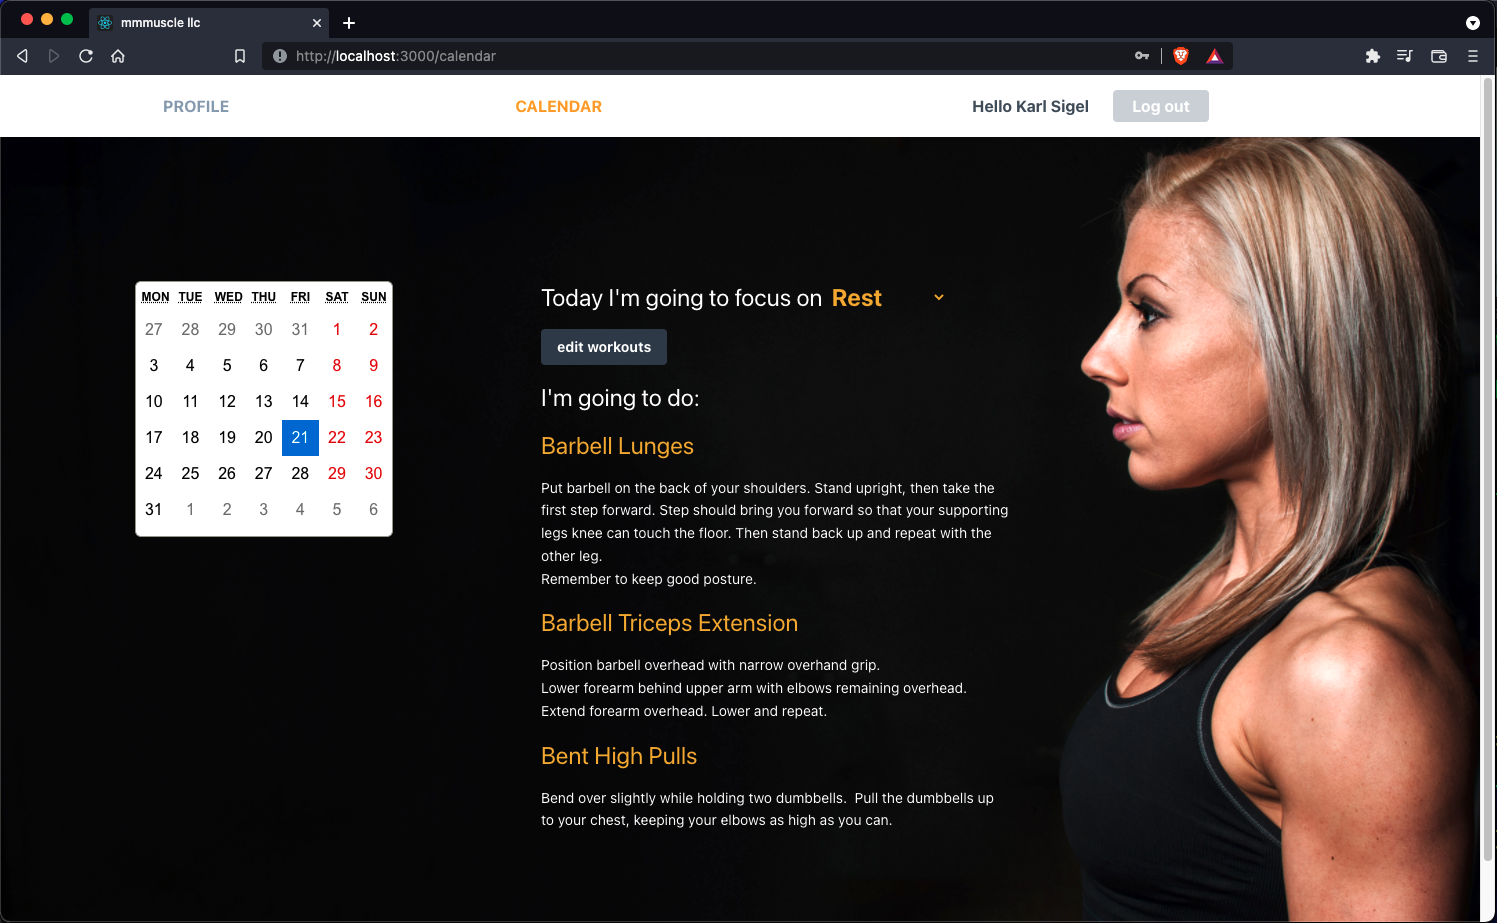 mmmuscle llc
http://localhost:3000/calendar
PROFILE CALENDAR Hello Karl Sigel Log out
MON TUE WED THU FRI SAT SUN
27 28 29 30 31 1 2
3 4 5 6 7 8 9
10 11 12 13 14 15 16
17 18 19 20 21 22 23
24 25 26 27 28 29 30
31 1 2 3 4 5 6
Today I'm going to focus on Rest
edit workouts
I'm going to do:
Barbell Lunges
Put barbell on the back of your shoulders. Stand upright, then take the
first step forward. Step should bring you forward so that your supporting
legs knee can touch the floor. Then stand back up and repeat with the
other leg.
Remember to keep good posture.
Barbell Triceps Extension
Position barbell overhead with narrow overhand grip.
Lower forearm behind upper arm with elbows remaining overhead.
Extend forearm overhead. Lower and repeat.
Bent High Pulls
Bend over slightly while holding two dumbbells.  Pull the dumbbells up
to your chest, keeping your elbows as high as you can.